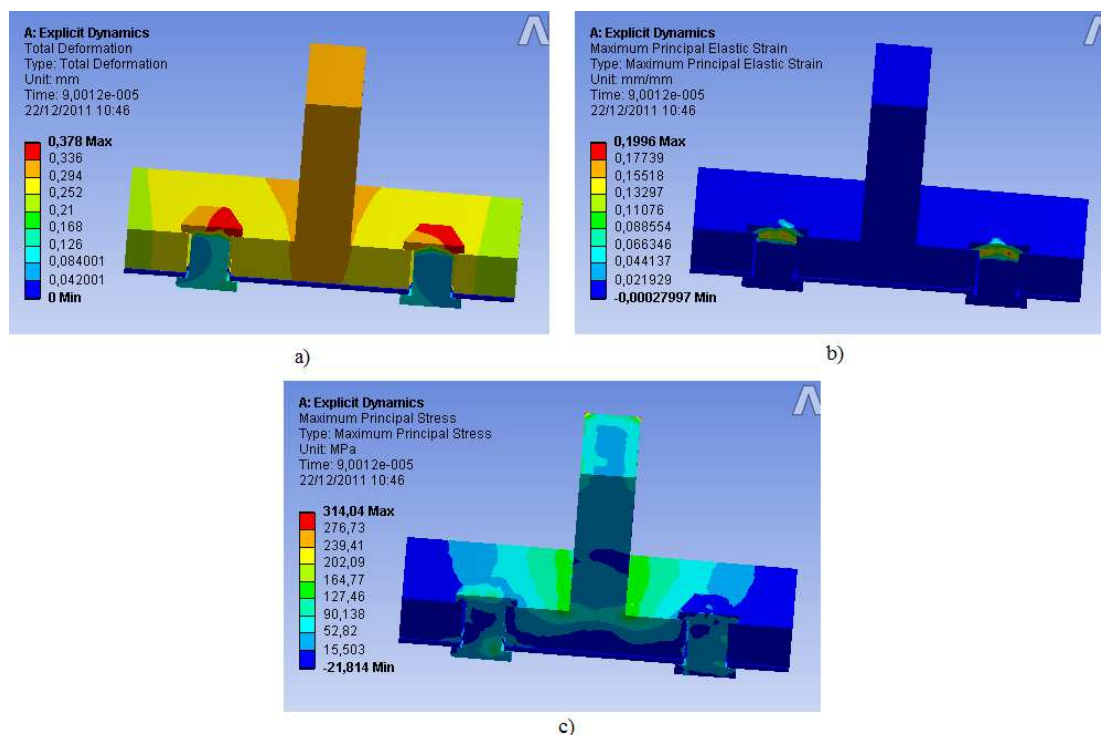 A: Explicit Dynamics
Total Deformation
Type: Total Deformation
Unit: mm
Time: 9,0012e-005
22/12/2011 10:46
0,378 Max
0,336
0,294
0,252
0,21
0,168
0,126
0,084001
0,042001
0 Min
a)
A: Explicit Dynamics
Maximum Principal Elastic Strain
Type: Maximum Principal Elastic Strain
Unit: mm/mm
Time: 9,0012e-005
22/12/2011 10:46
0,1996 Max
0,17739
0,15518
0,13297
0,11076
0,088554
0,066346
0,044137
0,021929
-0,00027997 Min
b)
A: Explicit Dynamics
Maximum Principal Stress
Type: Maximum Principal Stress
Unit: MPa
Time: 9,0012e-005
22/12/2011 10:46
314,04 Max
276,73
239,41
202,09
164,77
127,46
90,138
52,82
15,503
-21,814 Min
c)